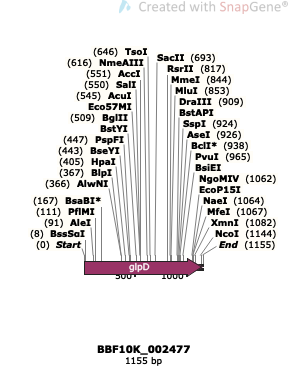 Created with SnapGene®
(646) TsoI
(616) NmeAIII
(551) AccI
(550) SalI
(545) AcuI
Eco57MI
(509) BglII
BstYI
(447) PspFI
(443) BseYI
(405) HpaI
(367) BlpI
(366) AlwNI
(167) BsaBI*
(111) PflMI
(91) AleI
(8) BssSαI
(0) Start
SacII (693)
RsrII (817)
MmeI (844)
MluI (853)
DraIII (909)
BstAPI
SspI (924)
AseI (926)
BclI* (938)
PvuI (965)
BsiEI
NgoMIV (1062)
EcoP15I
NaeI (1064)
MfeI (1067)
XmnI (1082)
NcoI (1144)
End (1155)
glpD
500
1000
BBF10K_002477
1155 bp